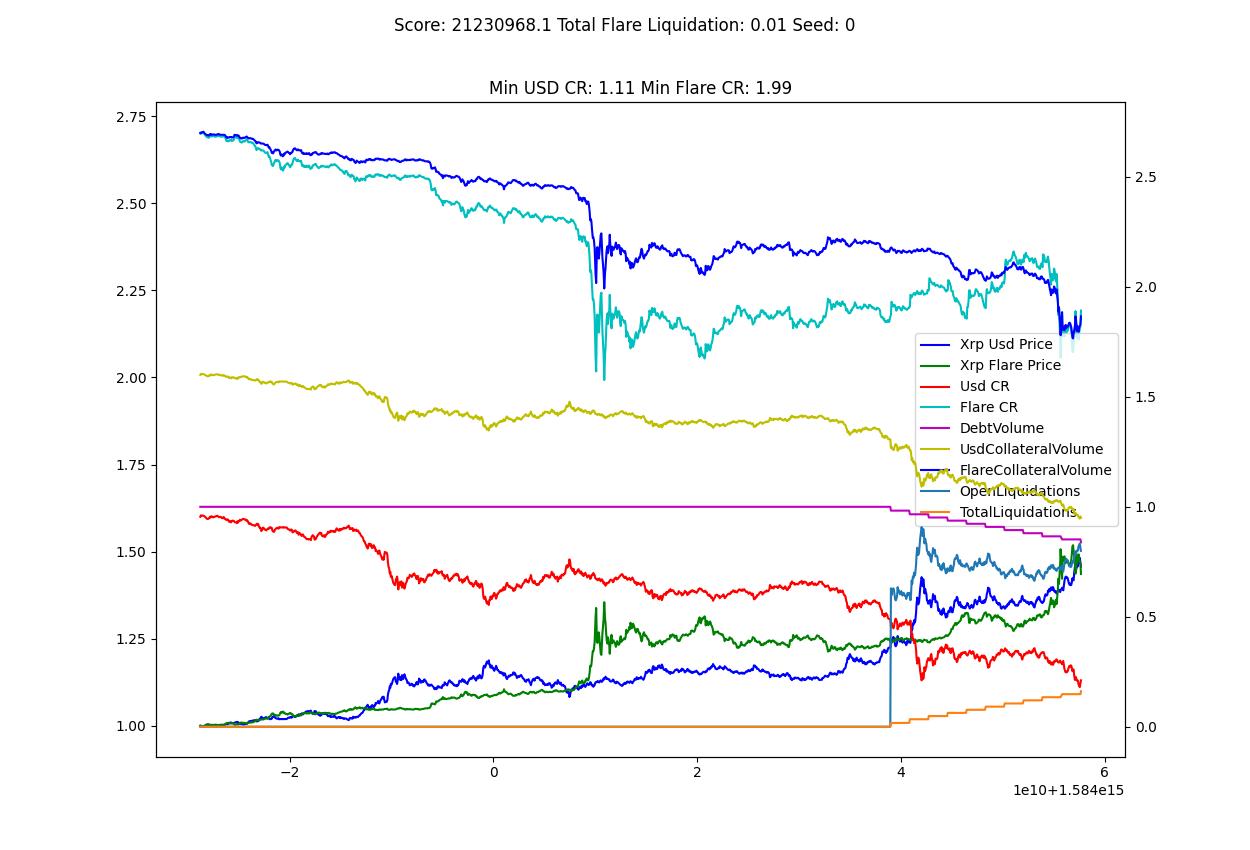 Score: 21230968.1 Total Flare Liquidation: 0.01 Seed: 0
Min USD CR: 1.11 Min Flare CR: 1.99
2.75
2.50
2.25
2.00
1.75
1.50
1.25
1.00
2.5
2.0
1.5
1.0
0.5
0.0
Xrp Usd Price
Xrp Flare Price
Usd CR
Flare CR
DebtVolume
UsdCollateralVolume
FlareCollateralVolume
OpenLiquidations
TotalLiquidations
−2 0 2 4 6
1e10+1.584e15